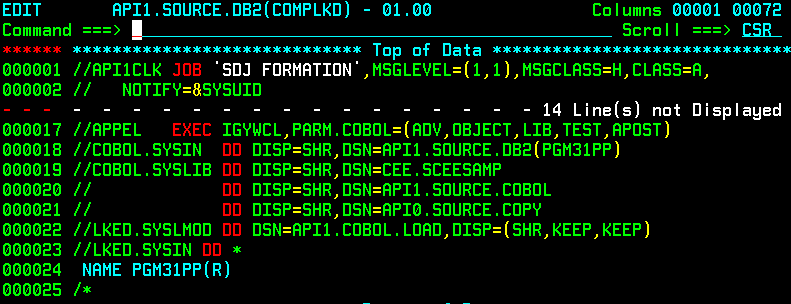 EDIT       API1.SOURCE.DB2(COMPLKD) - 01.00                Columns 00001 00072
Command ===>                                                  Scroll ===> CSR
****** ***************************** Top of Data ******************************
000001 //API1CLK JOB 'SDJ FORMATION',MSGLEVEL=(1,1),MSGCLASS=H,CLASS=A,
000002 //   NOTIFY=&SYSUID
- - -  - - - - - - - - - - - - - - - - - - - - - - - - 14 Line(s) not Displayed
000017 //APPEL   EXEC IGYWCL,PARM.COBOL=(ADV,OBJECT,LIB,TEST,APOST)
000018 //COBOL.SYSIN  DD DISP=SHR,DSN=API1.SOURCE.DB2(PGM31PP)
000019 //COBOL.SYSLIB DD DISP=SHR,DSN=CEE.SCEESAMP
000020 //             DD DISP=SHR,DSN=API1.SOURCE.COBOL
000021 //             DD DISP=SHR,DSN=API0.SOURCE.COPY
000022 //LKED.SYSLMOD DD DSN=API1.COBOL.LOAD,DISP=(SHR,KEEP,KEEP)
000023 //LKED.SYSIN DD *
000024  NAME PGM31PP(R)
000025 /*